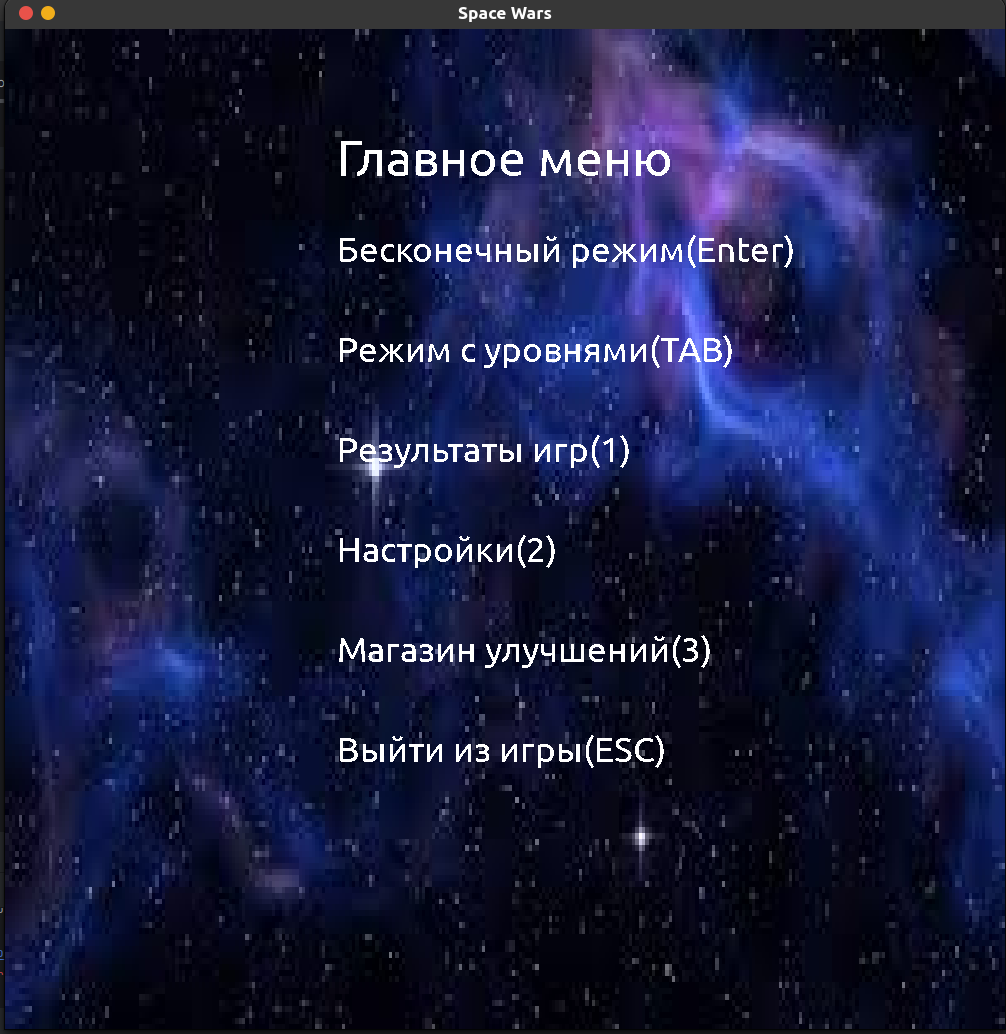 Space Wars
Главное меню
Бесконечный режим(Enter)
Режим с уровнями(TAB)
Результаты игр(1)
Настройки(2)
Магазин улучшений(3)
Выйти из игры(ESC)